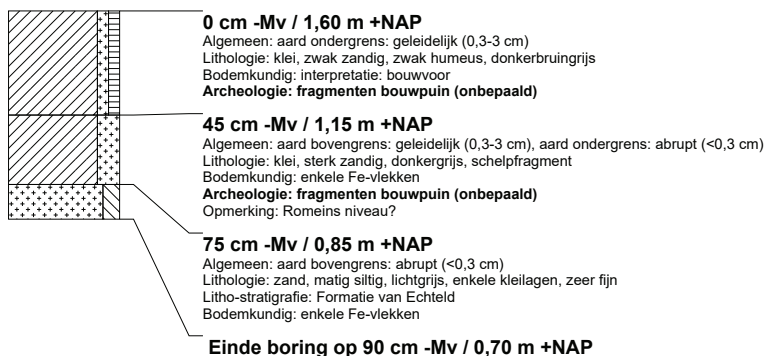 0 cm -Mv / 1,60 m +NAP
Algemeen: aard ondergrens: geleidelijk (0,3-3 cm)
Lithologie: klei, zwak zandig, zwak humeus, donkerbruingrijs
Bodemkundig: interpretatie: bouwvoor
Archeologie: fragmenten bouwpuin (onbepaald)
45 cm -Mv / 1,15 m +NAP
Algemeen: aard bovengrens: geleidelijk (0,3-3 cm), aard ondergrens: abrupt (<0,3 cm)
Lithologie: klei, sterk zandig, donkergrijs, schelpfragment
Bodemkundig: enkele Fe-vlekken
Archeologie: fragmenten bouwpuin (onbepaald)
Opmerking: Romeins niveau?
75 cm -Mv / 0,85 m +NAP
Algemeen: aard bovengrens: abrupt (<0,3 cm)
Lithologie: zand, matig siltig, lichtgrijs, enkele kleilagen, zeer fijn
Litho-stratigrafie: Formatie van Echteld
Bodemkundig: enkele Fe-vlekken
Einde boring op 90 cm -Mv / 0,70 m +NAP